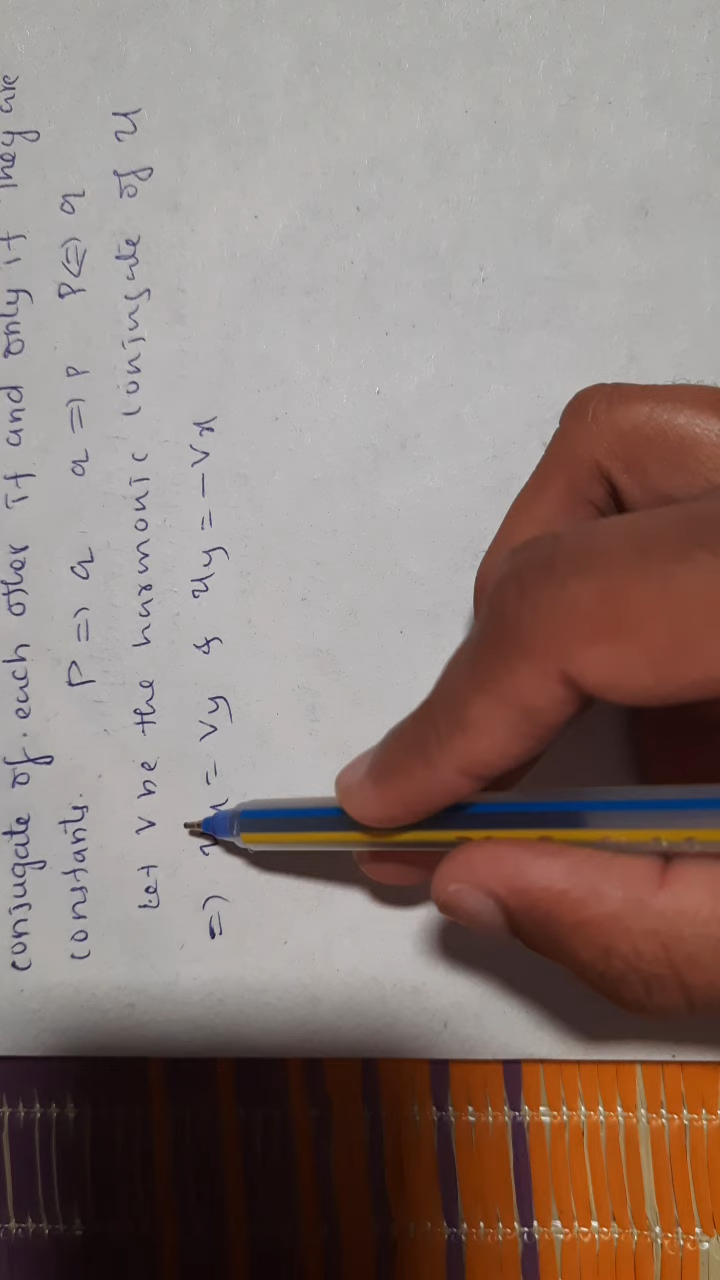 conjugate of each other if and only if they are
constants. P => q q => P P <=> q
Let v be the harmonic conjugate of u
=> = vy & uy = -vx